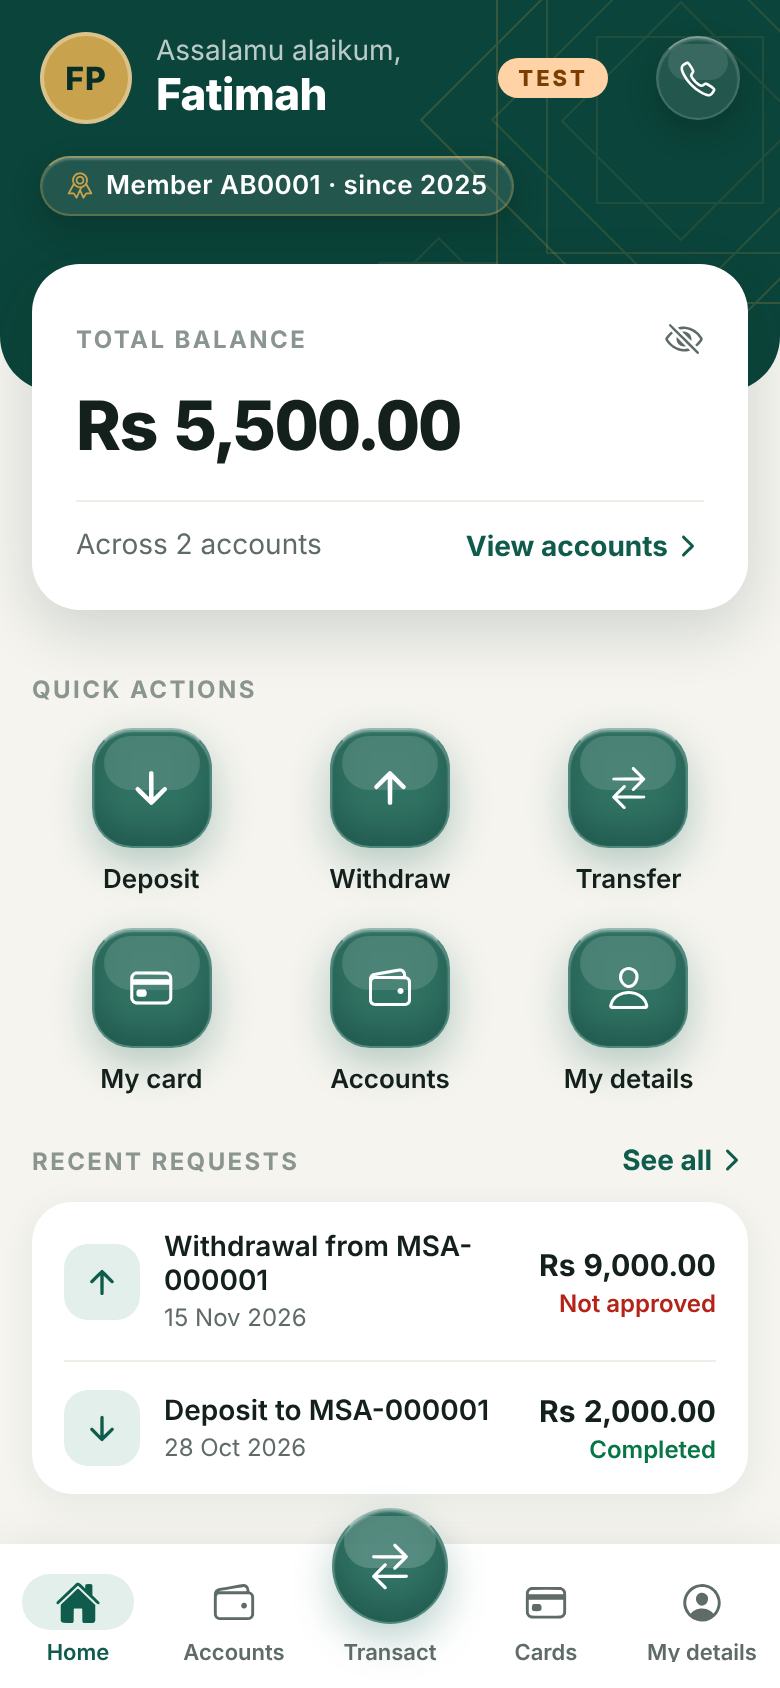 FP
Assalamu alaikum,
Fatimah
TEST
Member AB0001 · since 2025
TOTAL BALANCE
Rs 5,500.00
Across 2 accounts
View accounts
QUICK ACTIONS
Deposit
Withdraw
Transfer
My card
Accounts
My details
RECENT REQUESTS
See all
Withdrawal from MSA-
000001
15 Nov 2026
Rs 9,000.00
Not approved
Deposit to MSA-000001
28 Oct 2026
Rs 2,000.00
Completed
Home
Accounts
Transact
Cards
My details